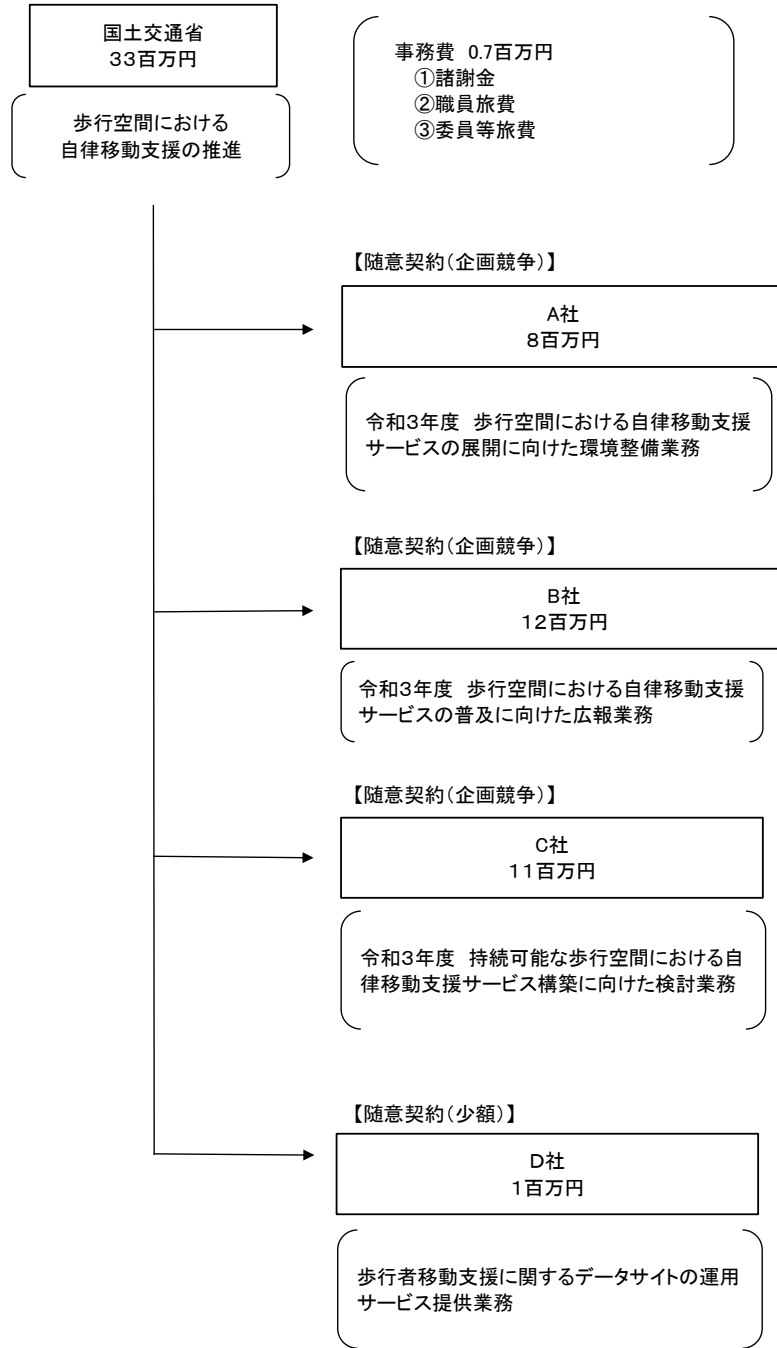 国土交通省
33百万円
歩行空間における
自律移動支援の推進
事務費 0.7百万円
①諸謝金
②職員旅費
③委員等旅費
【随意契約(企画競争)】
A社
8百万円
令和3年度 歩行空間における自律移動支援
サービスの展開に向けた環境整備業務
【随意契約(企画競争)】
B社
12百万円
令和3年度 歩行空間における自律移動支援
サービスの普及に向けた広報業務
【随意契約(企画競争)】
C社
11百万円
令和3年度 持続可能な歩行空間における自
律移動支援サービス構築に向けた検討業務
【随意契約(少額)】
D社
1百万円
歩行者移動支援に関するデータサイトの運用
サービス提供業務